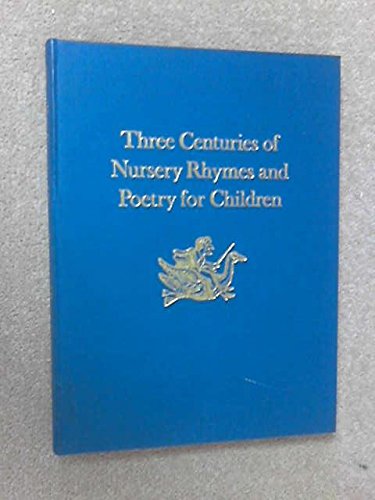 Three Centuries of
Nursery Rhymes and
Poetry for Children